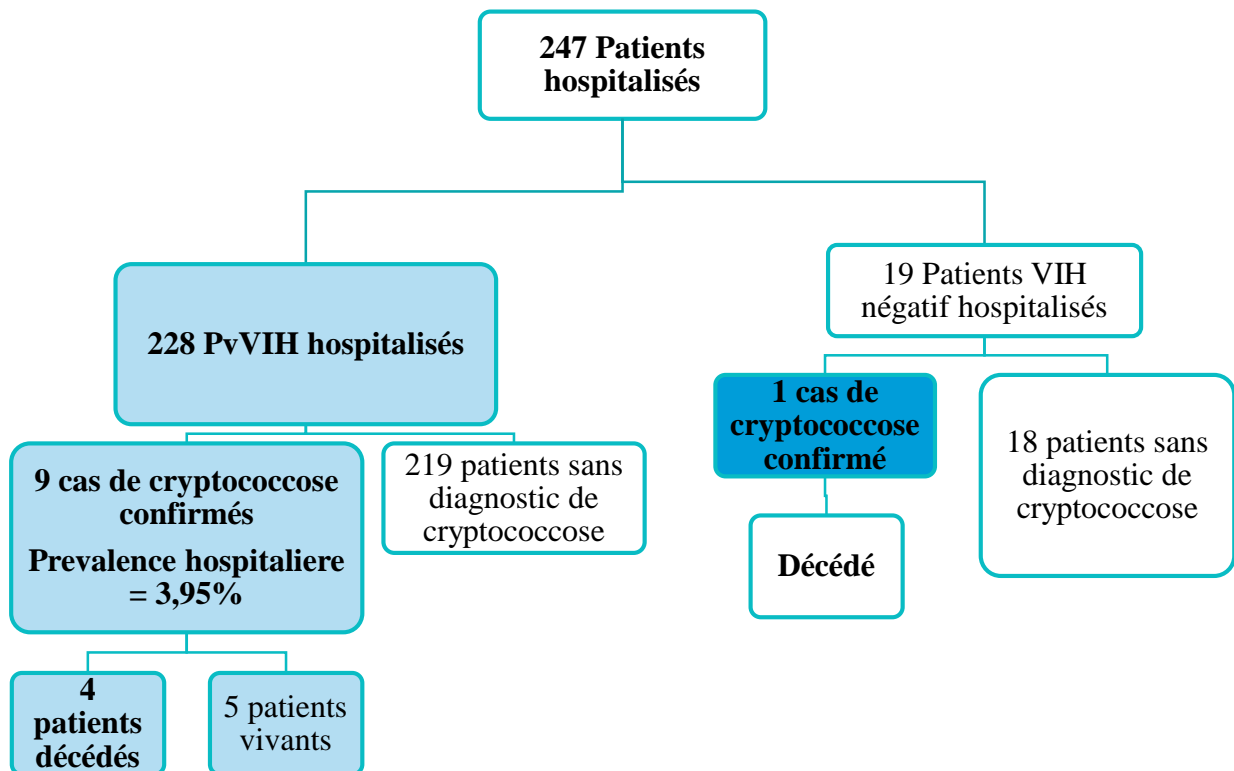 247 Patients
hospitalisés
228 PvVIH hospitalisés
19 Patients VIH
négatif hospitalisés
9 cas de cryptococcose
confirmés
Prevalence hospitaliere
= 3,95%
219 patients sans
diagnostic de
cryptococcose
1 cas de
cryptococcose
confirmé
18 patients sans
diagnostic de
cryptococcose
Décédé
4
patients
décédés
5 patients
vivants